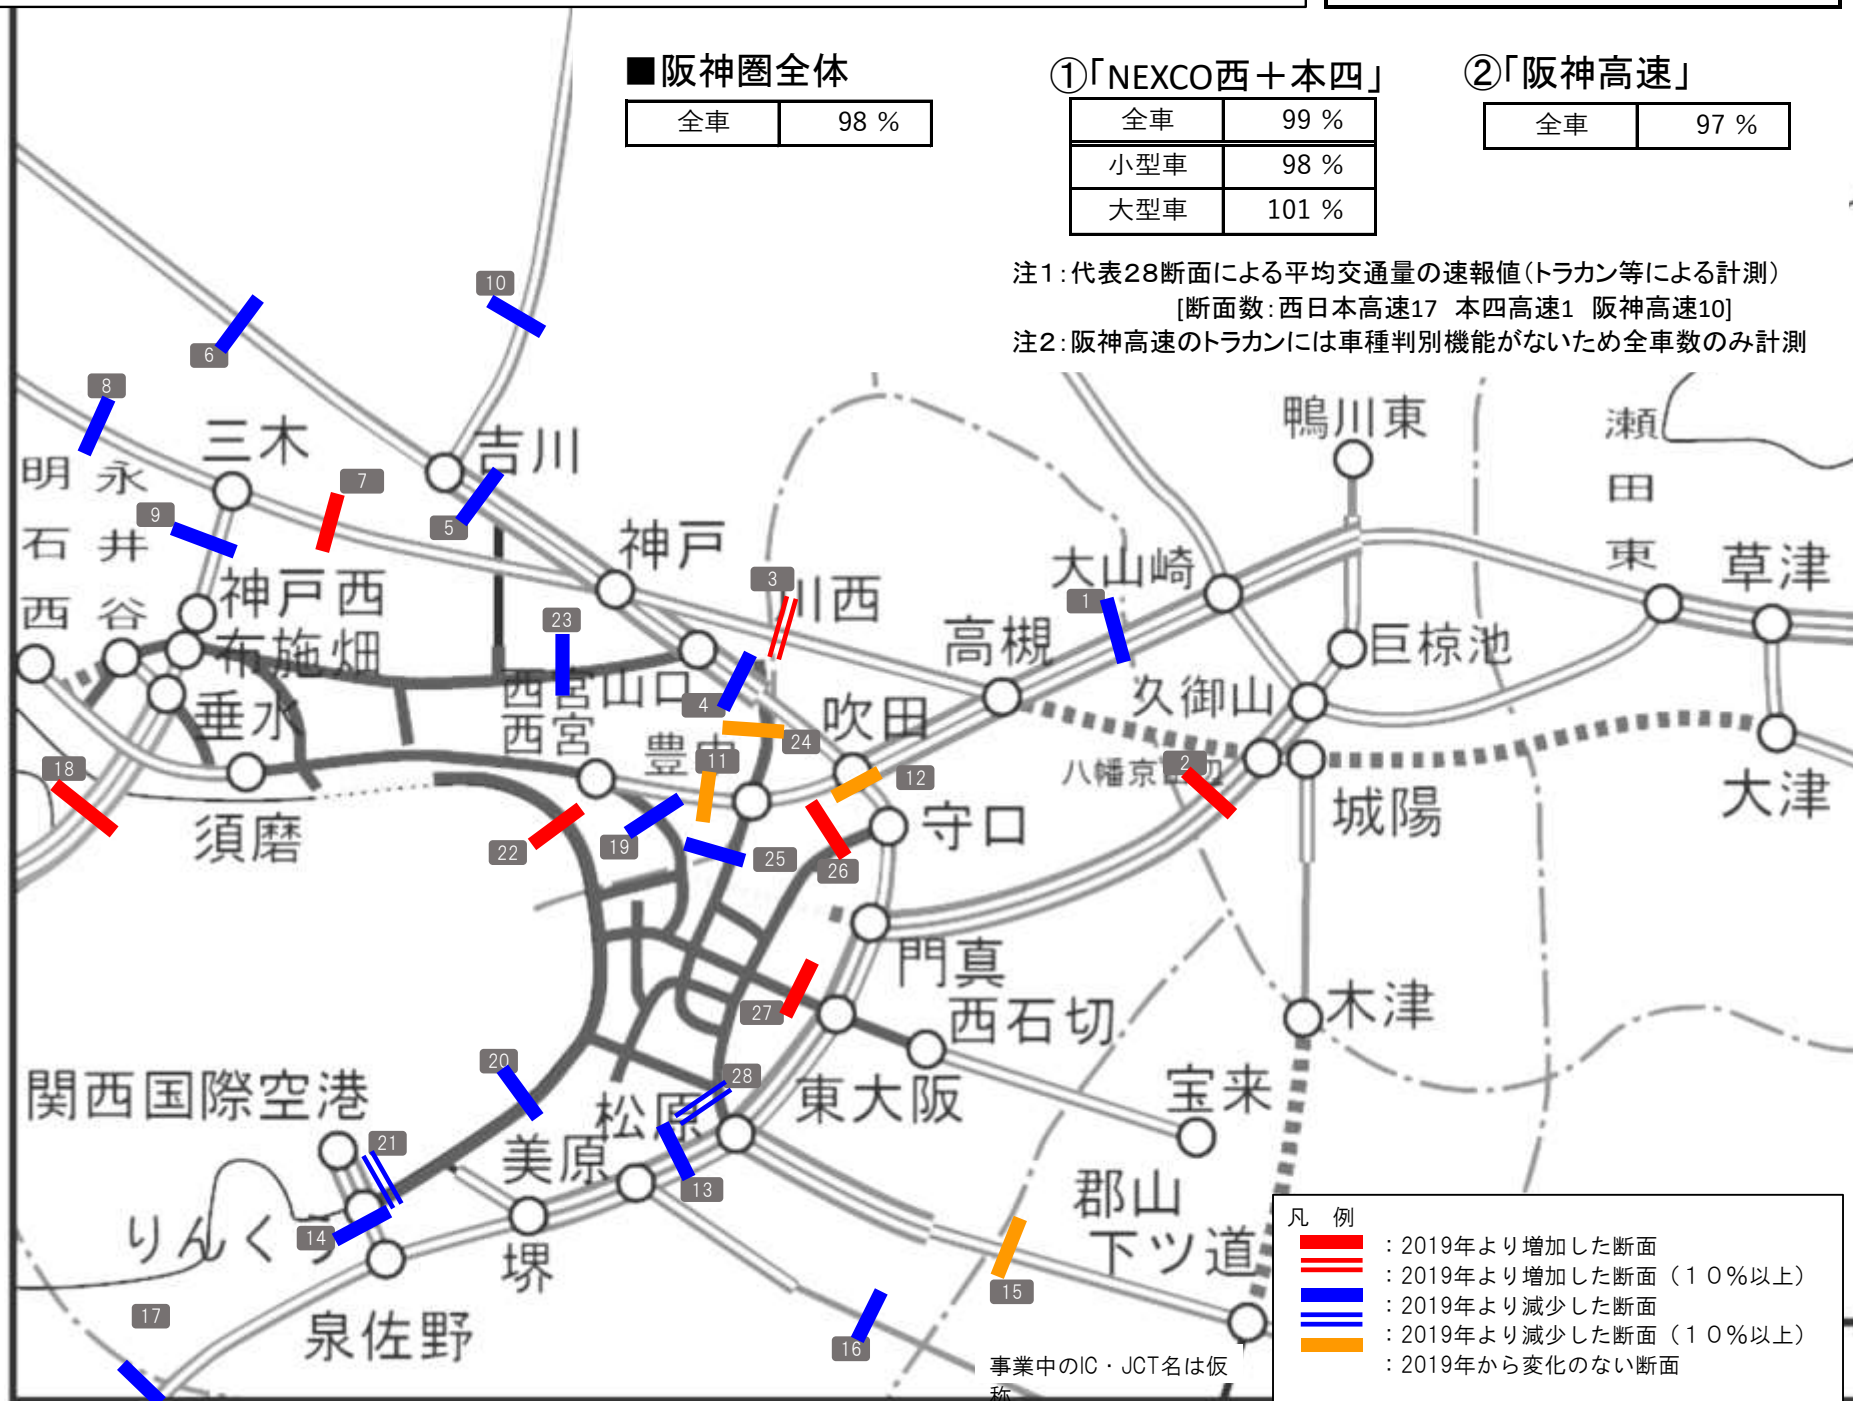 ■阪神圏全体
全車 98 %
①「NEXCO西＋本四」
全車 99 %
小型車 98 %
大型車 101 %
②「阪神高速」
全車 97 %
注１：代表２８断面による平均交通量の速報値（トラカン等による計測）
[断面数：西日本高速17 本四高速1 阪神高速10]
注２：阪神高速のトラカンには車種判別機能がないため全車数のみ計測
10
6
8
三木
吉川
鴨川東
瀬田東
明石西
永井谷
7
9
5
神戸
大山崎
草津
神戸西
3
川西
1
布施畑
23
高槻
巨椋池
西宮山口
久御山
4
垂水
西宮
吹田
24
豊中
11
12
18
八幡京田辺
2
大津
須磨
22
19
25
26
守口
城陽
門真
27
西石切
木津
20
28
関西国際空港
松原
東大阪
宝来
21
美原
13
郡山
14
りんくう
堺
下ツ道
15
17
泉佐野
16
事業中のIC・JCT名は仮
称
凡 例
：2019年より増加した断面
：2019年より増加した断面（１０％以上）
：2019年より減少した断面
：2019年より減少した断面（１０％以上）
：2019年から変化のない断面